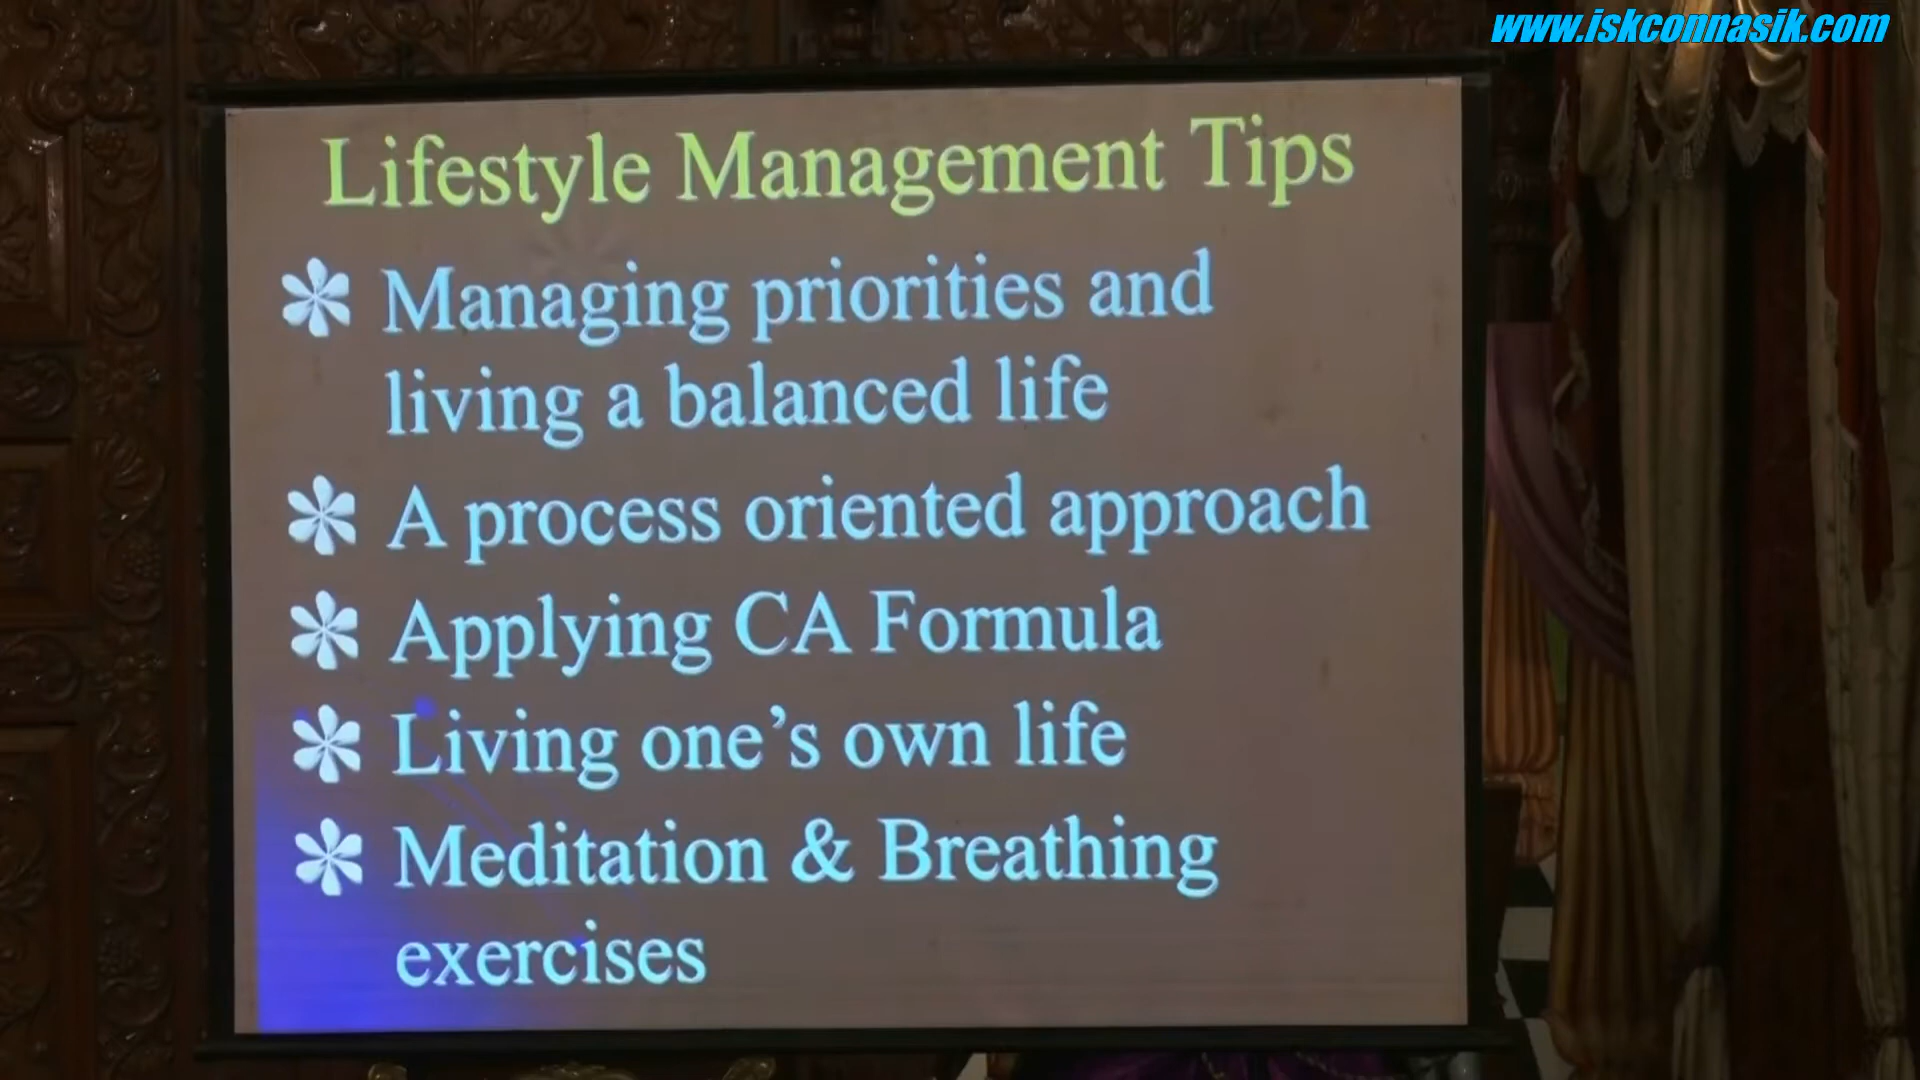 www.iskconnasik.com
Lifestyle Management Tips
Managing priorities and
living a balanced life
A process oriented approach
Applying CA Formula
Living one's own life
Meditation & Breathing
exercises